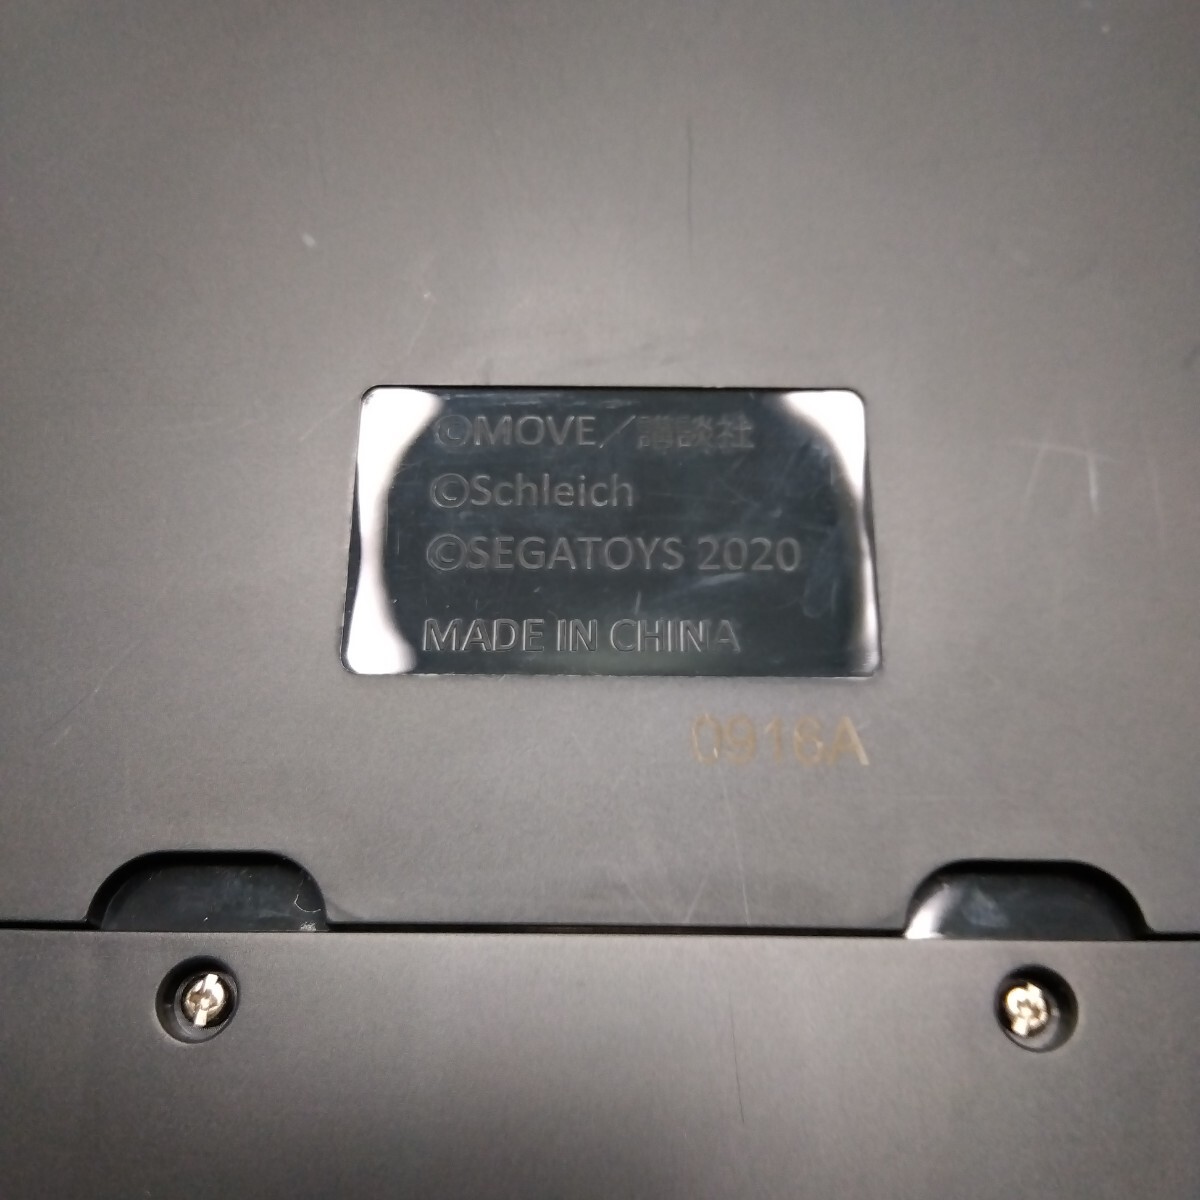 ©MOVE／講談社
©Schleich
©SEGATOYS 2020
MADE IN CHINA
0916A